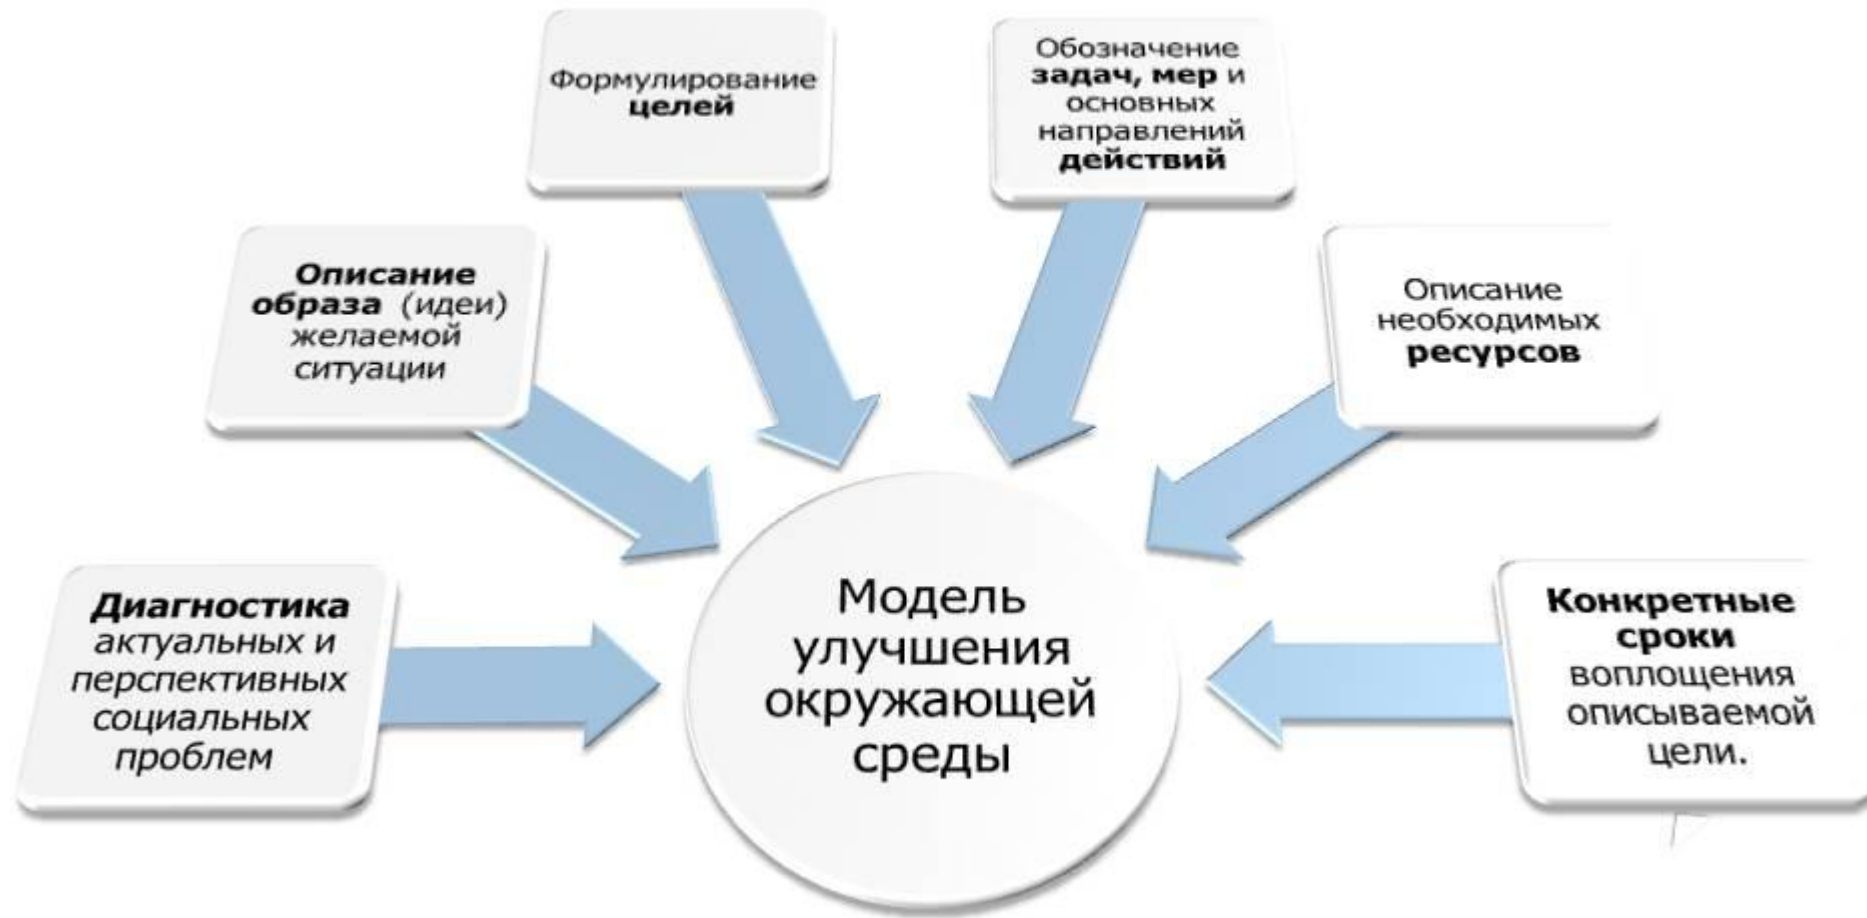 Формулирование
целей
Обозначение
задач, мер и
основных
направлений
действий
Описание
образа (идеи)
желаемой
ситуации
Описание
необходимых
ресурсов
Диагностика
актуальных и
перспективных
социальных
проблем
Модель
улучшения
окружающей
среды
Конкретные
сроки
воплощения
описываемой
цели.